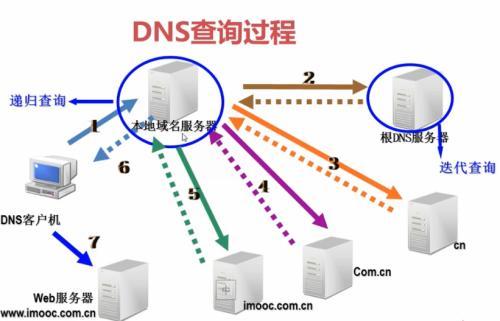 DNS查询过程
2
递归查询
1
本地域名服务器
根DNS服务器
6
3
迭代查询
5
4
DNS客户机
7
cn
Com.cn
Web服务器
imooc.com.cn
www.imooc.com.cn